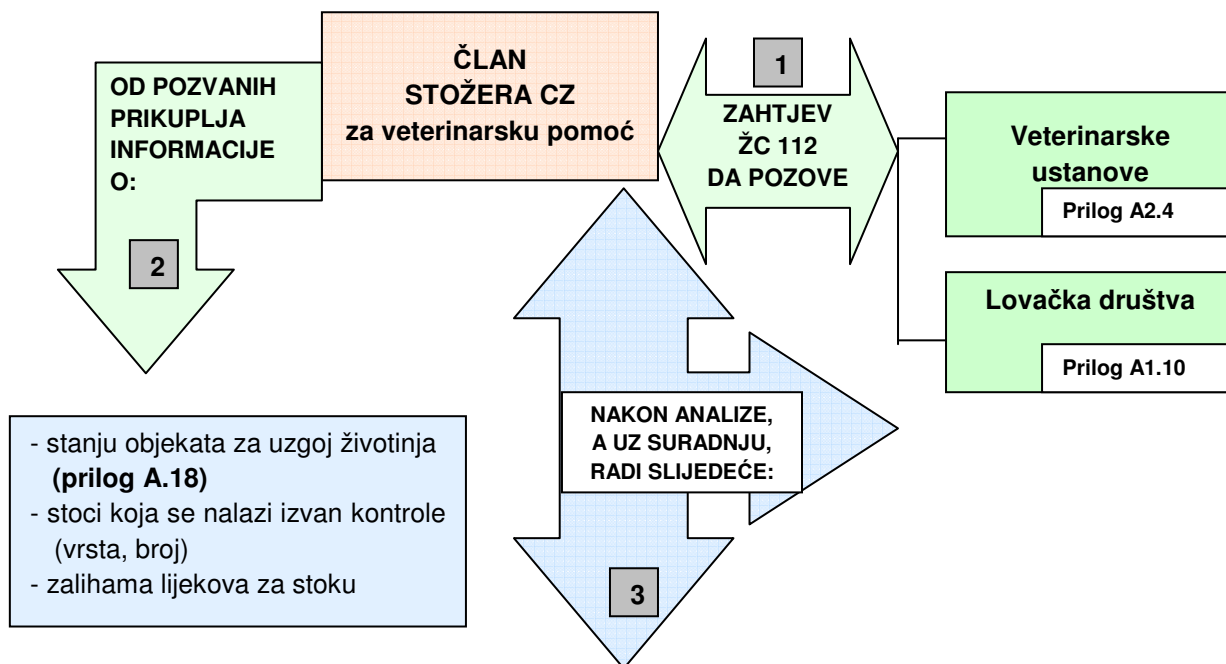 ČLAN
STOŽERA CZ
za veterinarsku pomoć
1
ZAHTJEV
ŽC 112
DA POZOVE
Veterinarske
ustanove
Prilog A2.4
Lovačka društva
Prilog A1.10
OD POZVANIH
PRIKUPLJA
INFORMACIJE
O:
2
- stanju objekata za uzgoj životinja
(prilog A.18)
- stoci koja se nalazi izvan kontrole
(vrsta, broj)
- zalihama lijekova za stoku
NAKON ANALIZE,
A UZ SURADNJU,
RADI SLIJEDEĆE:
3